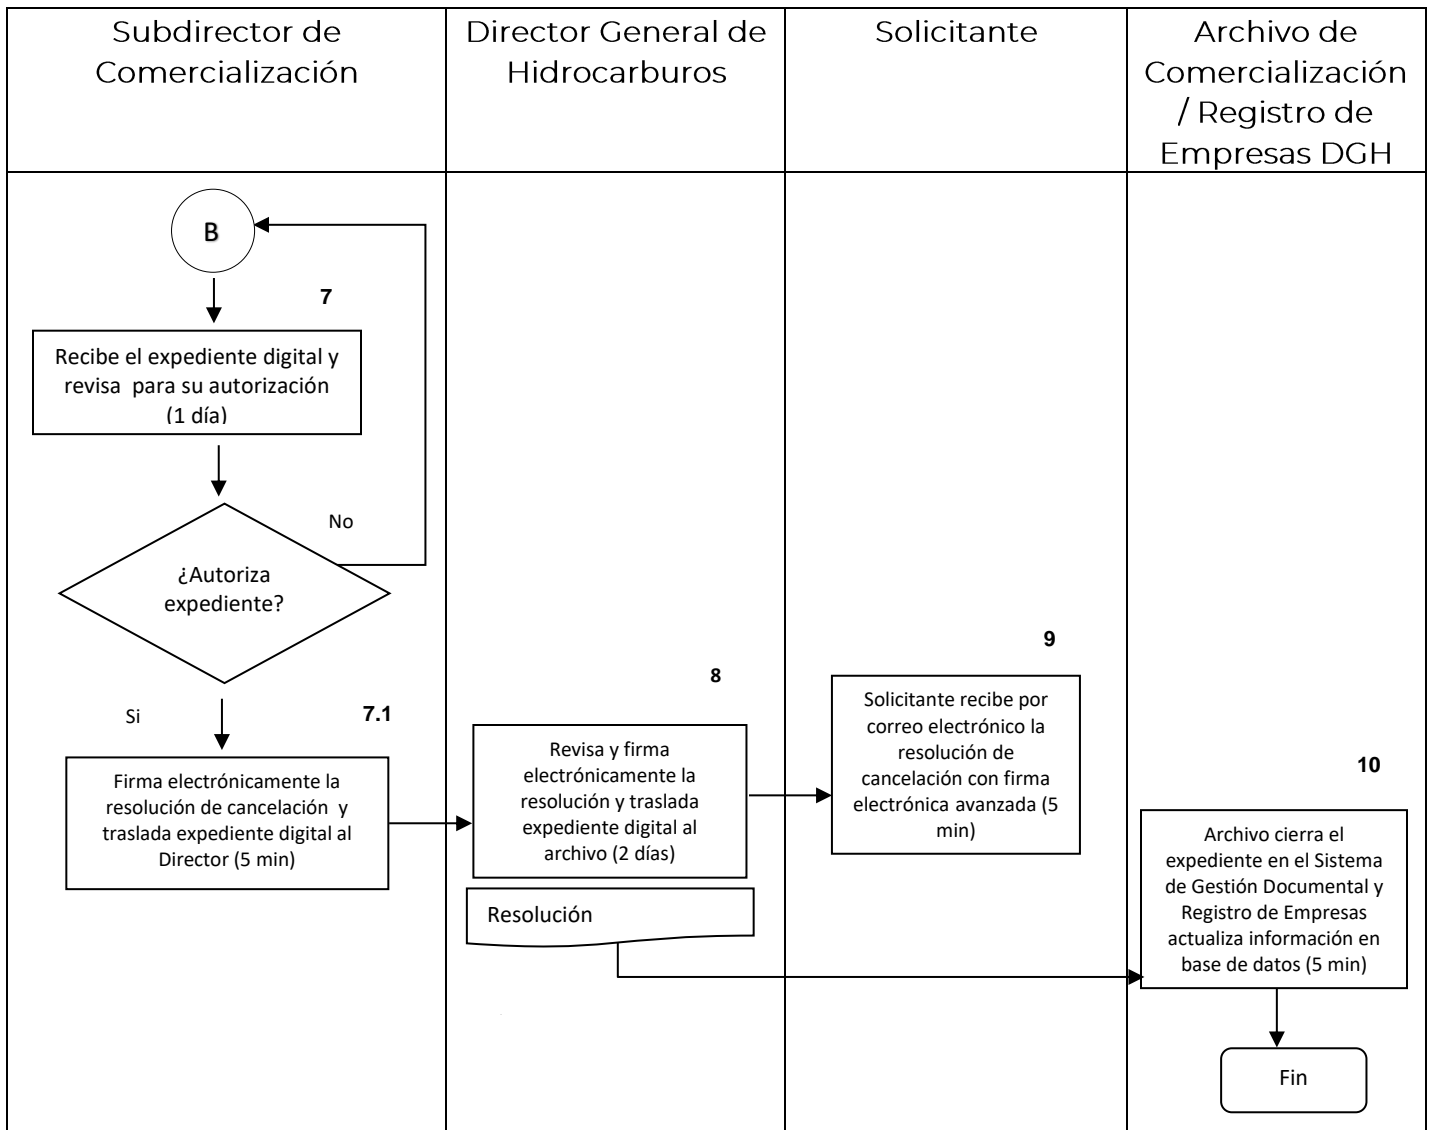 Subdirector de
Comercialización
Director General de
Hidrocarburos
Solicitante
Archivo de
Comercialización
/ Registro de
Empresas DGH
B
7
Recibe el expediente digital y
revisa para su autorización
(1 día)
No
¿Autoriza
expediente?
Si
7.1
Firma electrónicamente la
resolución de cancelación y
traslada expediente digital al
Director (5 min)
8
Revisa y firma
electrónicamente la
resolución y traslada
expediente digital al
archivo (2 días)
Resolución
9
Solicitante recibe por
correo electrónico la
resolución de
cancelación con firma
electrónica avanzada (5
min)
10
Archivo cierra el
expediente en el Sistema
de Gestión Documental y
Registro de Empresas
actualiza información en
base de datos (5 min)
Fin